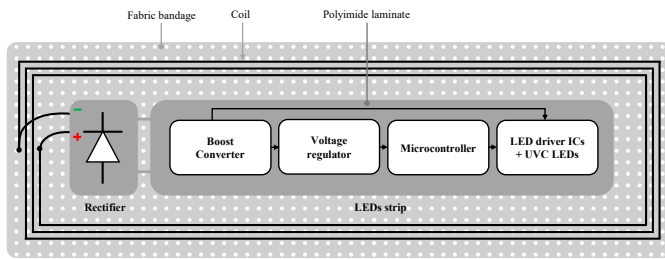 Fabric bandage
Coil
Polyimide laminate
−
+
Boost
Converter
Voltage
regulator
Microcontroller
LED driver ICs
+ UVC LEDs
Rectifier
LEDs strip